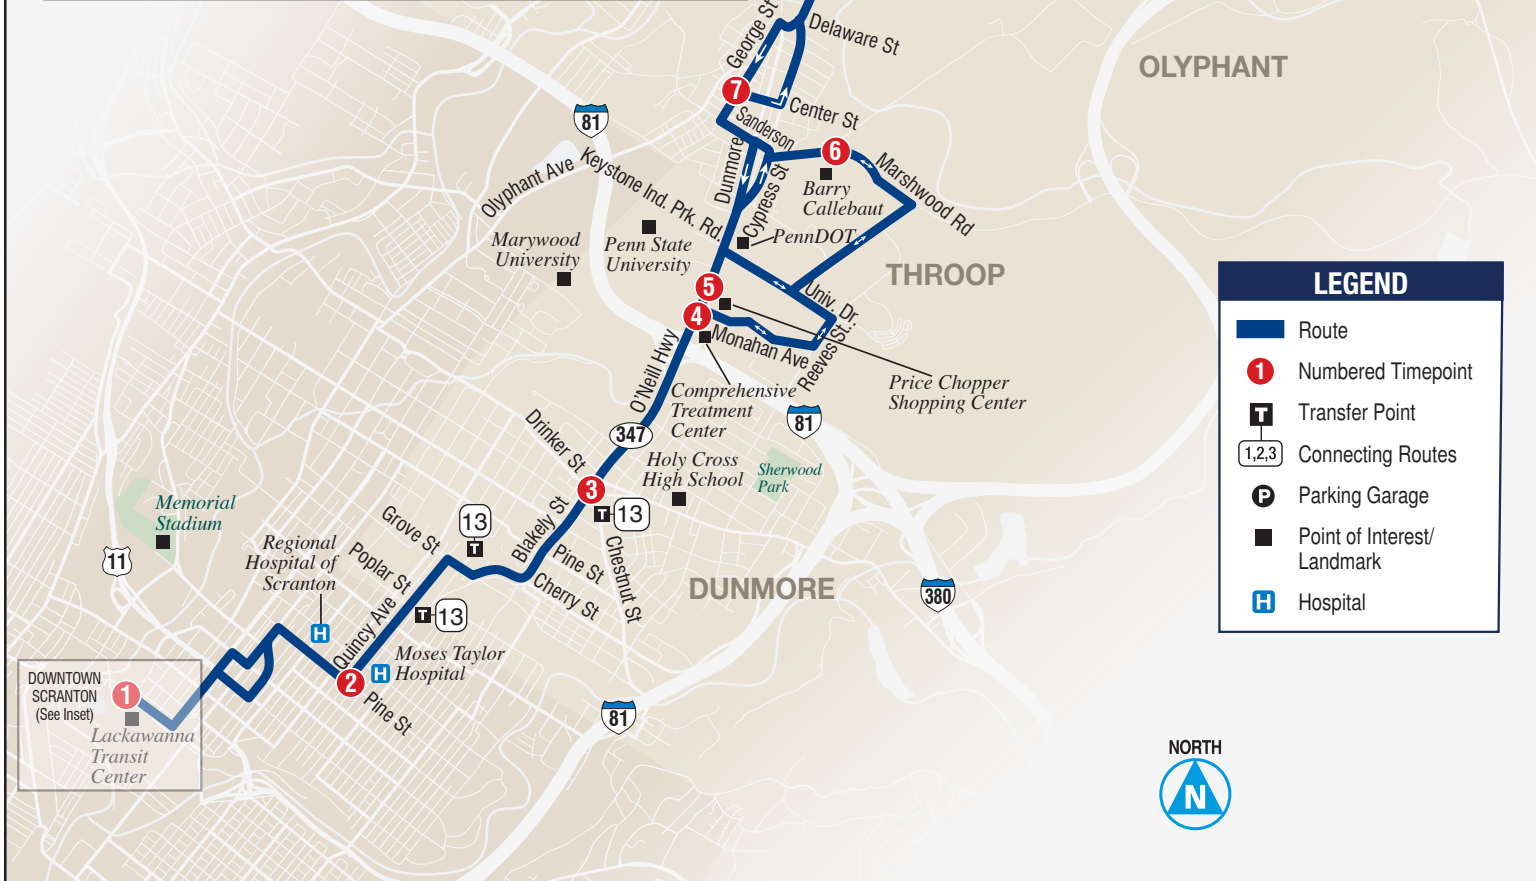 George St
Delaware St
OLYPHANT
7
Center St
81
Sanderson
Dunmore
6
Marshwood Rd
Olyphant Ave
Keystone Ind. Prk. Rd.
Cypress St
Barry
Callebaut
Marywood
University
Penn State
University
PennDOT
THROOP
5
Univ. Dr.
4
Monahan Ave
Reeves St.
O'Neill Hwy
Price Chopper
Shopping Center
Comprehensive
Treatment
Center
81
347
Drinker St
Holy Cross
High School
Sherwood
Park
3
T
13
Memorial
Stadium
13
T
Grove St
Blakely St
Pine St
Chestnut St
Regional
Hospital of
Scranton
Poplar St
Cherry St
DUNMORE
380
11
T
13
H
Quincy Ave
Moses Taylor
Hospital
H
2
Pine St
81
DOWNTOWN
SCRANTON
(See Inset)
1
Lackawanna
Transit
Center
LEGEND
Route
1 Numbered Timepoint
T Transfer Point
1,2,3 Connecting Routes
P Parking Garage
Point of Interest/
Landmark
H Hospital
NORTH
N